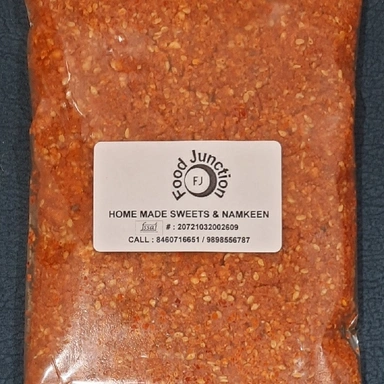 Food Junction
FJ
HOME MADE SWEETS & NAMKEEN
fssai # : 20721032002609
CALL : 8460716651 / 9898556787